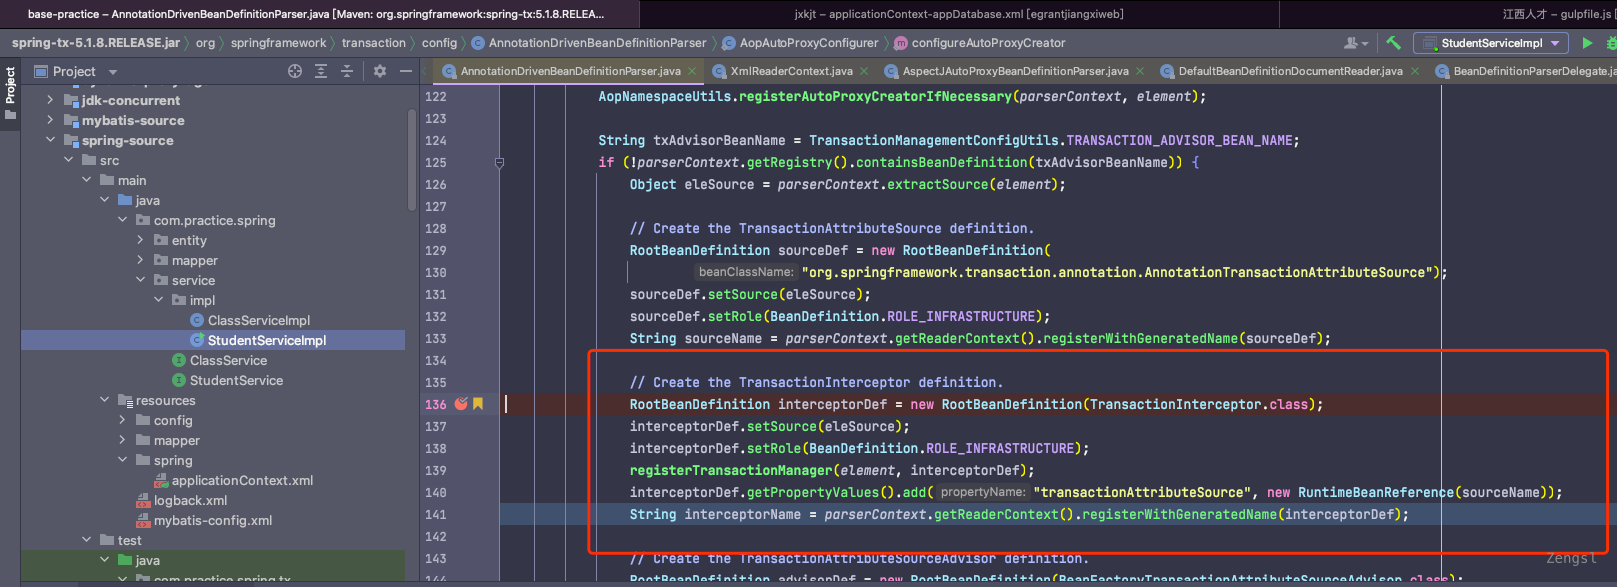 base-practice – AnnotationDrivenBeanDefinitionParser.java [Maven: org.springframework:spring-tx:5.1.8.RELEA...
jxkjt – applicationContext-appDatabase.xml [egrantjiangxiweb]
江西人才 – gulpfile.js [
spring-tx-5.1.8.RELEASE.jar org springframework transaction config AnnotationDrivenBeanDefinitionParser AopAutoProxyConfigurer configureAutoProxyCreator
StudentServiceImpl
Project
Project
AnnotationDrivenBeanDefinitionParser.java
XmlReaderContext.java
AspectJAutoProxyBeanDefinitionParser.java
DefaultBeanDefinitionDocumentReader.java
BeanDefinitionParserDelegate.ja
jdk-concurrent
mybatis-source
spring-source
src
main
java
com.practice.spring
entity
mapper
service
impl
ClassServiceImpl
StudentServiceImpl
ClassService
StudentService
resources
config
mapper
spring
applicationContext.xml
logback.xml
mybatis-config.xml
test
java
com.practice.spring.tx
122 AopNamespaceUtils.registerAutoProxyCreatorIfNecessary(parserContext, element);
123
124 String txAdvisorBeanName = TransactionManagementConfigUtils.TRANSACTION_ADVISOR_BEAN_NAME;
125 if (!parserContext.getRegistry().containsBeanDefinition(txAdvisorBeanName)) {
126 Object eleSource = parserContext.extractSource(element);
127
128 // Create the TransactionAttributeSource definition.
129 RootBeanDefinition sourceDef = new RootBeanDefinition(
130 beanClassName: "org.springframework.transaction.annotation.AnnotationTransactionAttributeSource");
131 sourceDef.setSource(eleSource);
132 sourceDef.setRole(BeanDefinition.ROLE_INFRASTRUCTURE);
133 String sourceName = parserContext.getReaderContext().registerWithGeneratedName(sourceDef);
134
135 // Create the TransactionInterceptor definition.
136 RootBeanDefinition interceptorDef = new RootBeanDefinition(TransactionInterceptor.class);
137 interceptorDef.setSource(eleSource);
138 interceptorDef.setRole(BeanDefinition.ROLE_INFRASTRUCTURE);
139 registerTransactionManager(element, interceptorDef);
140 interceptorDef.getPropertyValues().add( propertyName: "transactionAttributeSource", new RuntimeBeanReference(sourceName));
141 String interceptorName = parserContext.getReaderContext().registerWithGeneratedName(interceptorDef);
142
143 // Create the TransactionAttributeSourceAdvisor definition.
144 RootBeanDefinition advisorDef = new RootBeanDefinition(BeanFactoryTransactionAttributeSourceAdvisor.class);
Zengsl